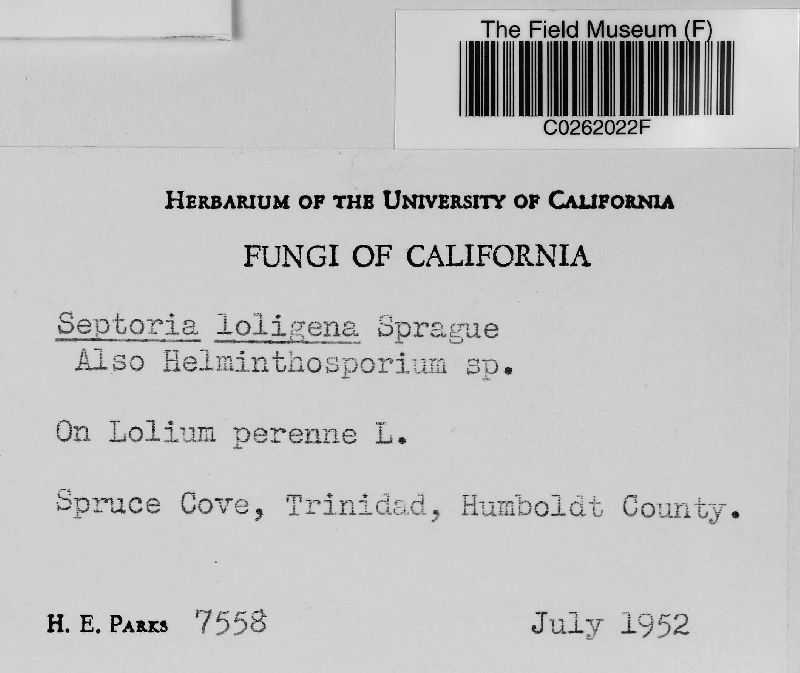 The Field Museum (F)
C0262022F
HERBARIUM OF THE UNIVERSITY OF CALIFORNIA
FUNGI OF CALIFORNIA
Septoria loligena Sprague
Also Helminthosporium sp.
On Lolium perenne L.
Spruce Cove, Trinidad, Humboldt County.
H. E. PARKS 7558 July 1952